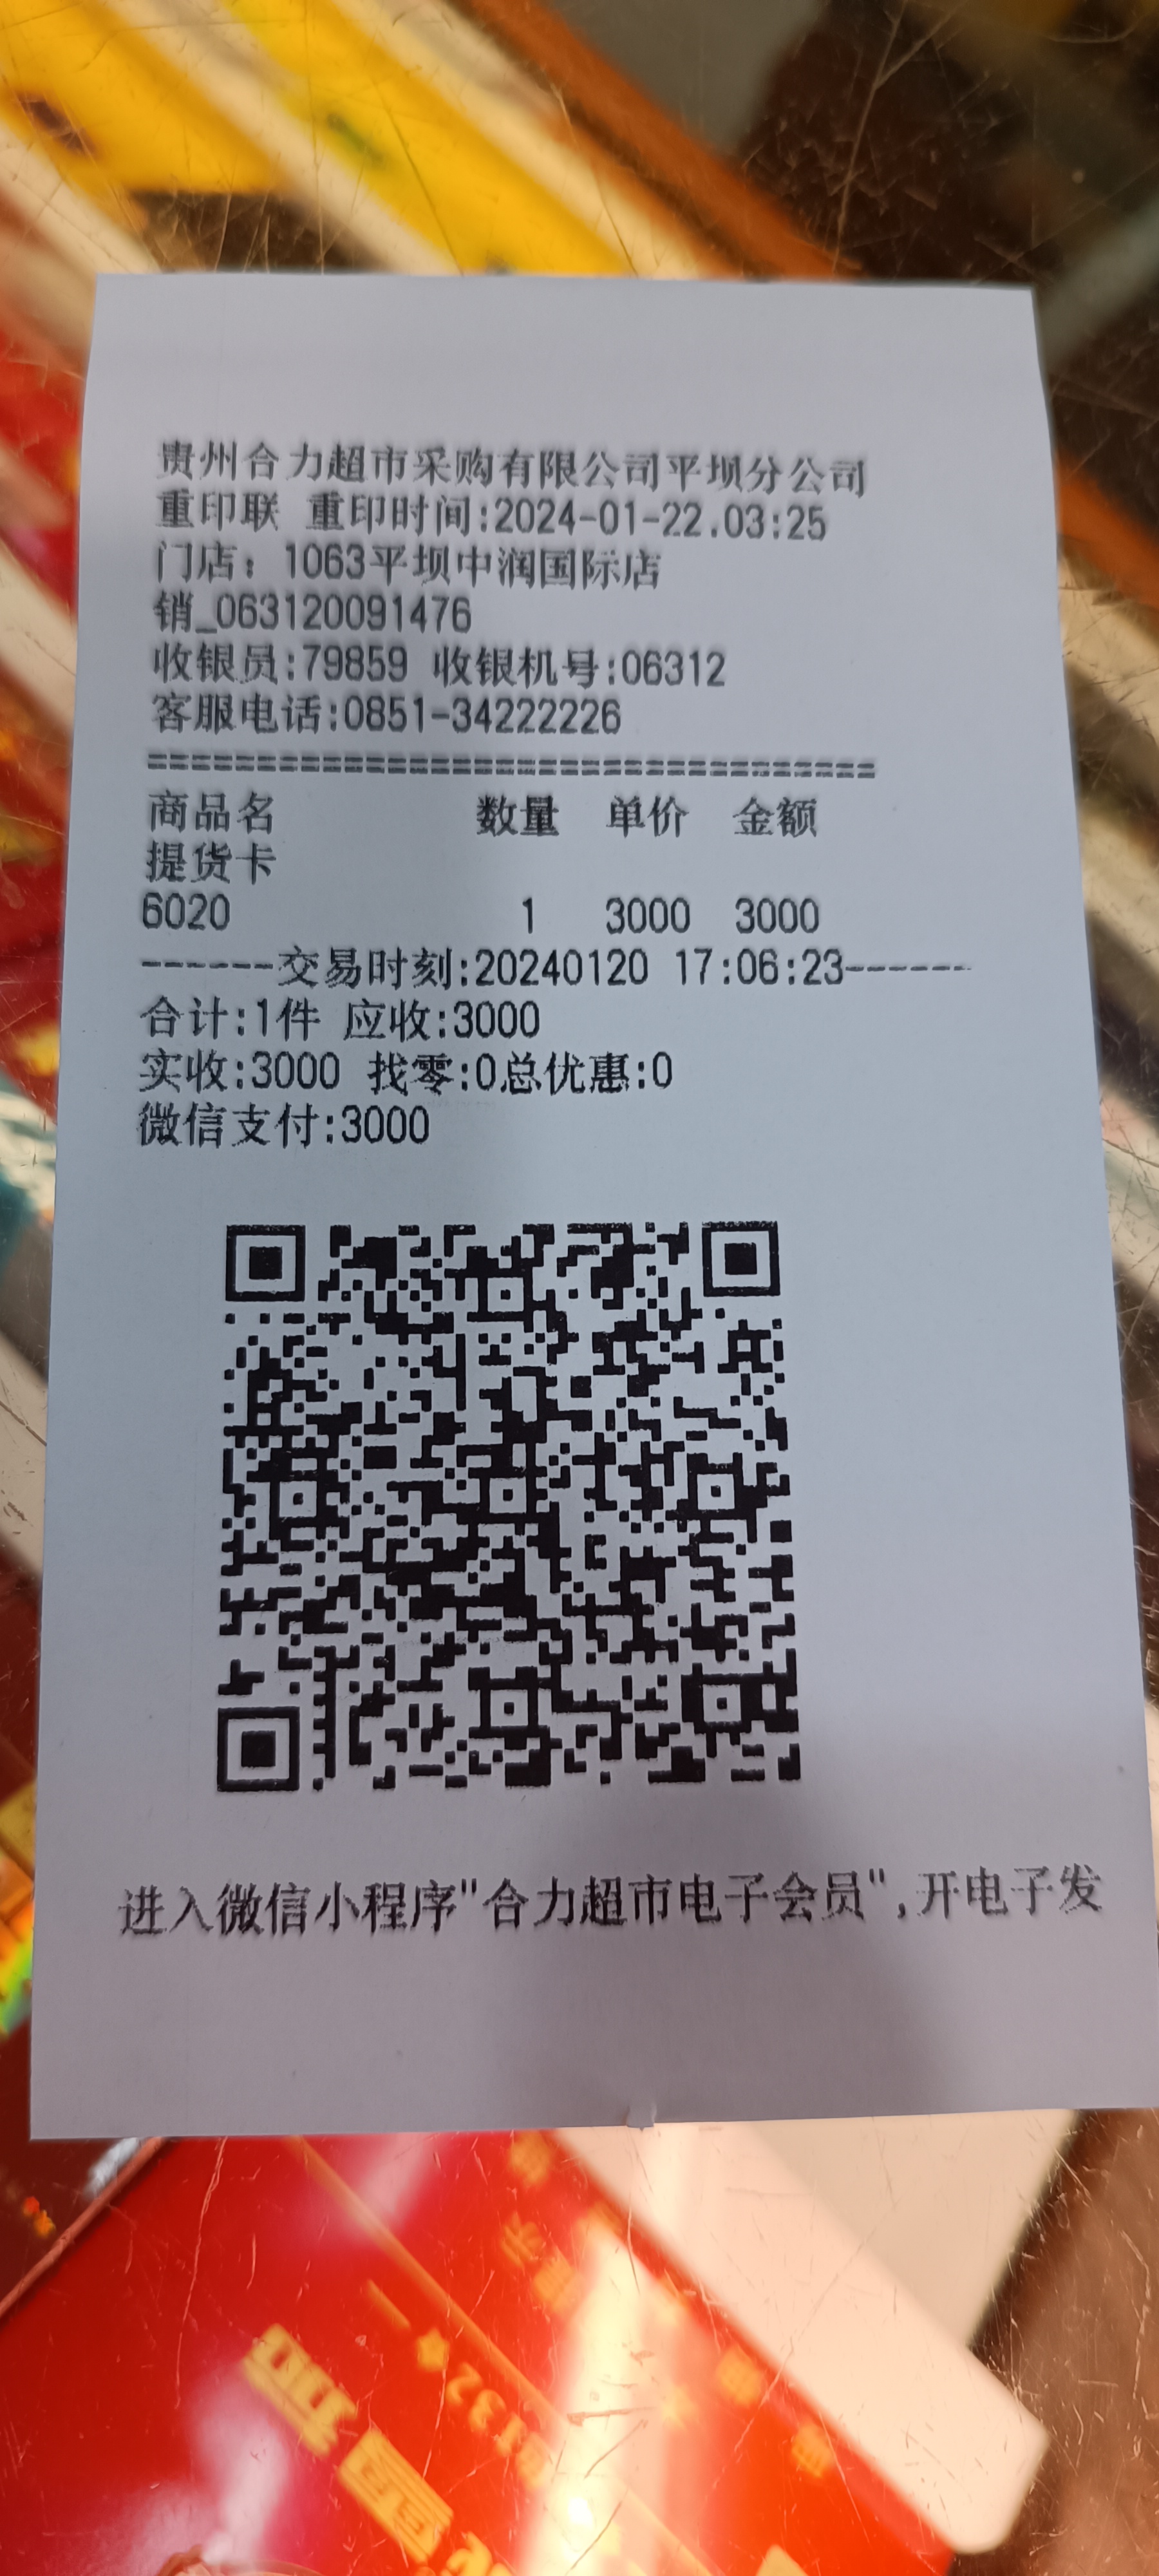 贵州合力超市采购有限公司平坝分公司
重印联 重印时间:2024-01-22.03:25
门店: 1063平坝中润国际店
销_063120091476
收银员:79859 收银机号:06312
客服电话:0851-34222226
==================================
商品名 数量 单价 金额
提货卡
6020 1 3000 3000
------交易时刻:20240120 17:06:23------
合计:1件 应收:3000
实收:3000 找零:0总优惠:0
微信支付:3000
进入微信小程序"合力超市电子会员",开电子发